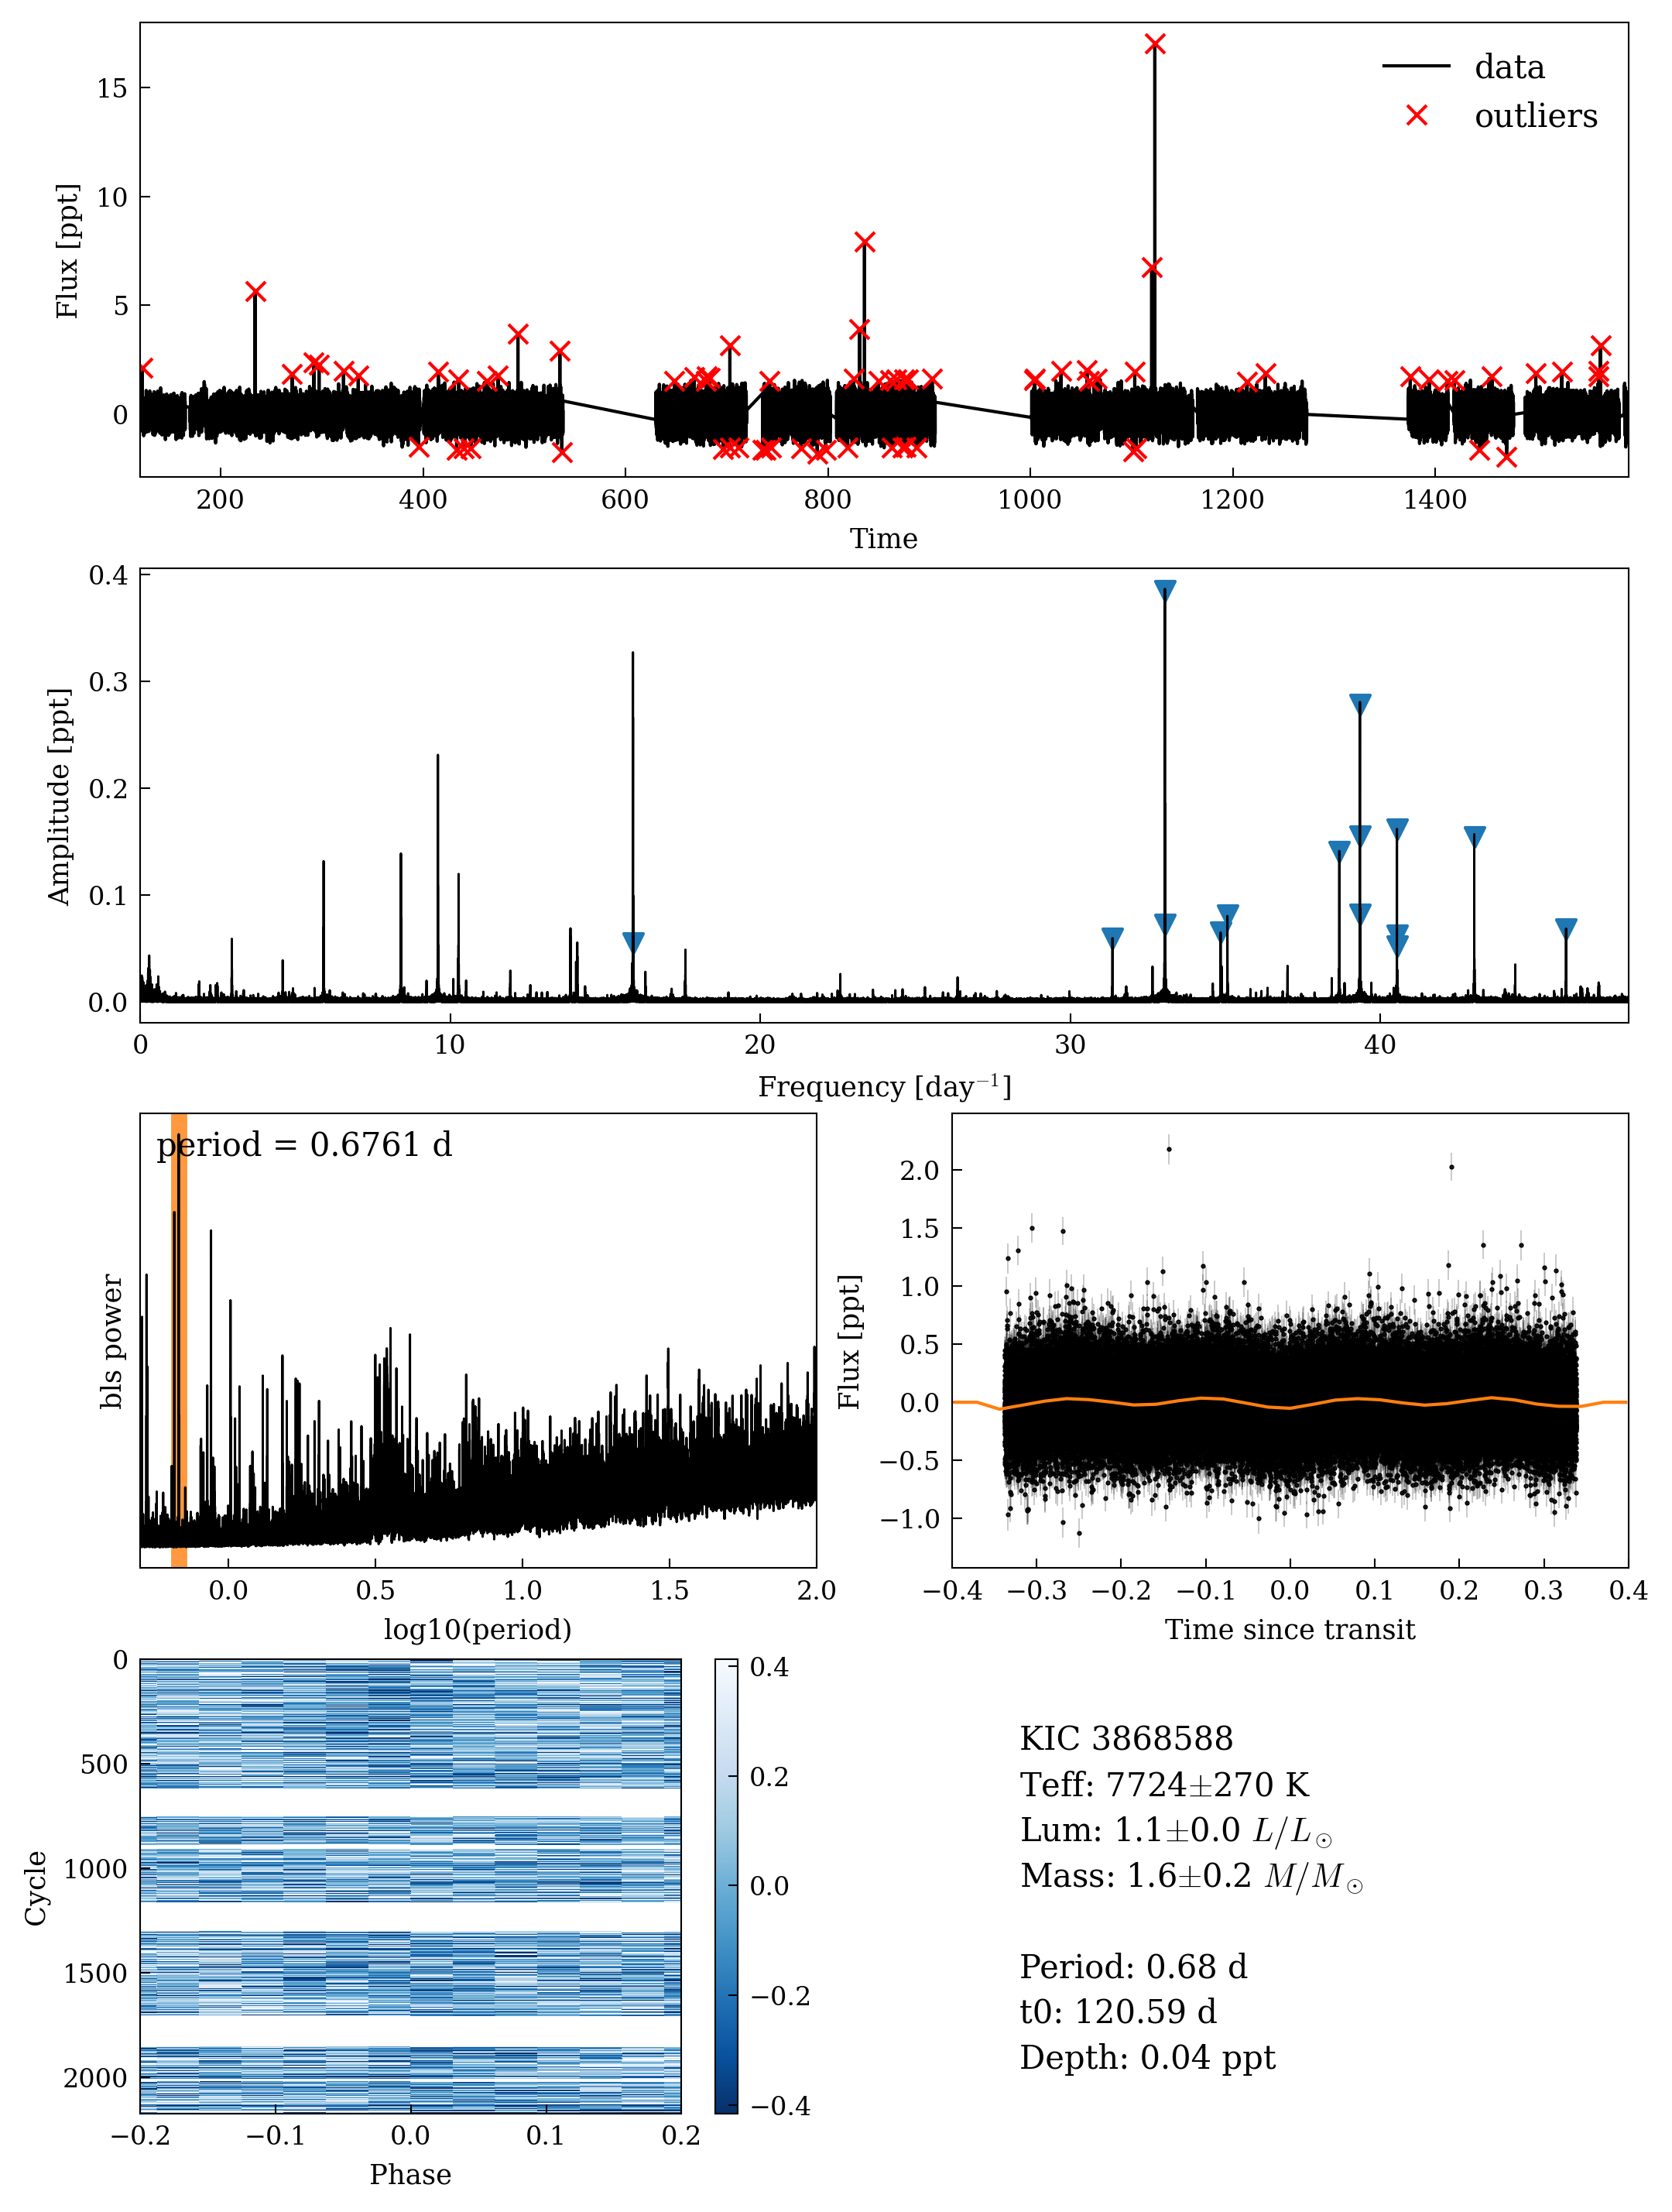 15
10
5
0
Flux [ppt]
data
outliers
200
400
600
800
1000
1200
1400
Time
0.4
0.3
0.2
0.1
0.0
Amplitude [ppt]
0
10
20
30
40
Frequency [day⁻¹]
period = 0.6761 d
bls power
0.0
0.5
1.0
1.5
2.0
log10(period)
2.0
1.5
1.0
0.5
0.0
−0.5
−1.0
Flux [ppt]
−0.4
−0.3
−0.2
−0.1
0.0
0.1
0.2
0.3
0.4
Time since transit
0
500
1000
1500
2000
Cycle
−0.2
−0.1
0.0
0.1
0.2
Phase
0.4
0.2
0.0
−0.2
−0.4
KIC 3868588
Teff: 7724±270 K
Lum: 1.1±0.0 L/L⊙
Mass: 1.6±0.2 M/M⊙
Period: 0.68 d
t0: 120.59 d
Depth: 0.04 ppt